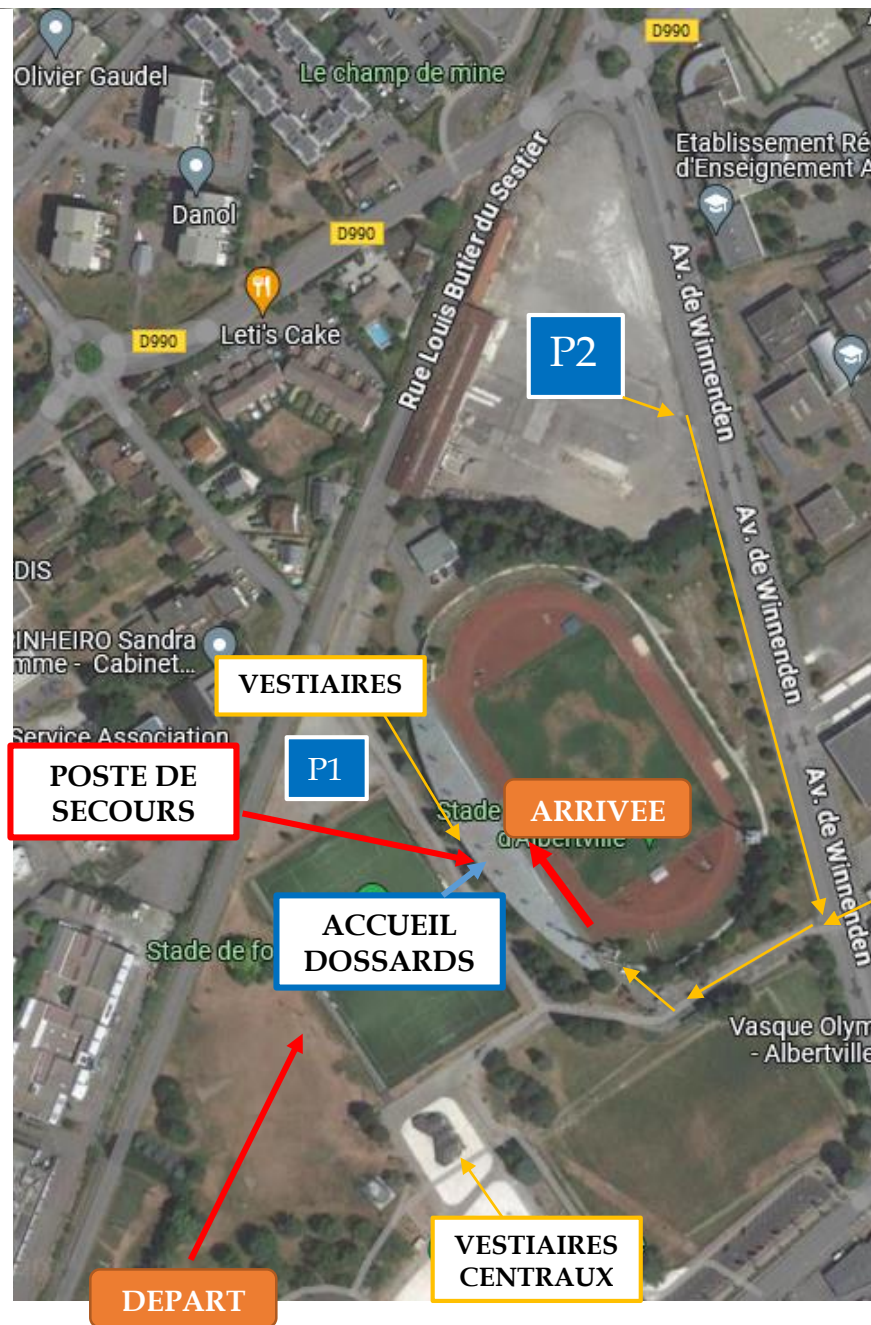 D990
Olivier Gaudel
Le champ de mine
Etablissement Ré
d'Enseignement A
Rue Louis Butier du Sestier
Danol
D990
Av. de Winnenden
D990
Leti's Cake
P2
Av. de Winnenden
DIS
INHEIRO Sandra
mme - Cabinet...
VESTIAIRES
Service Association
POSTE DE
SECOURS
P1
Av. de Winnenden
Stade
ARRIVEE
d'Albertville
ACCUEIL
DOSSARDS
Stade de fo
Vasque Olym
- Albertville
VESTIAIRES
CENTRAUX
DEPART